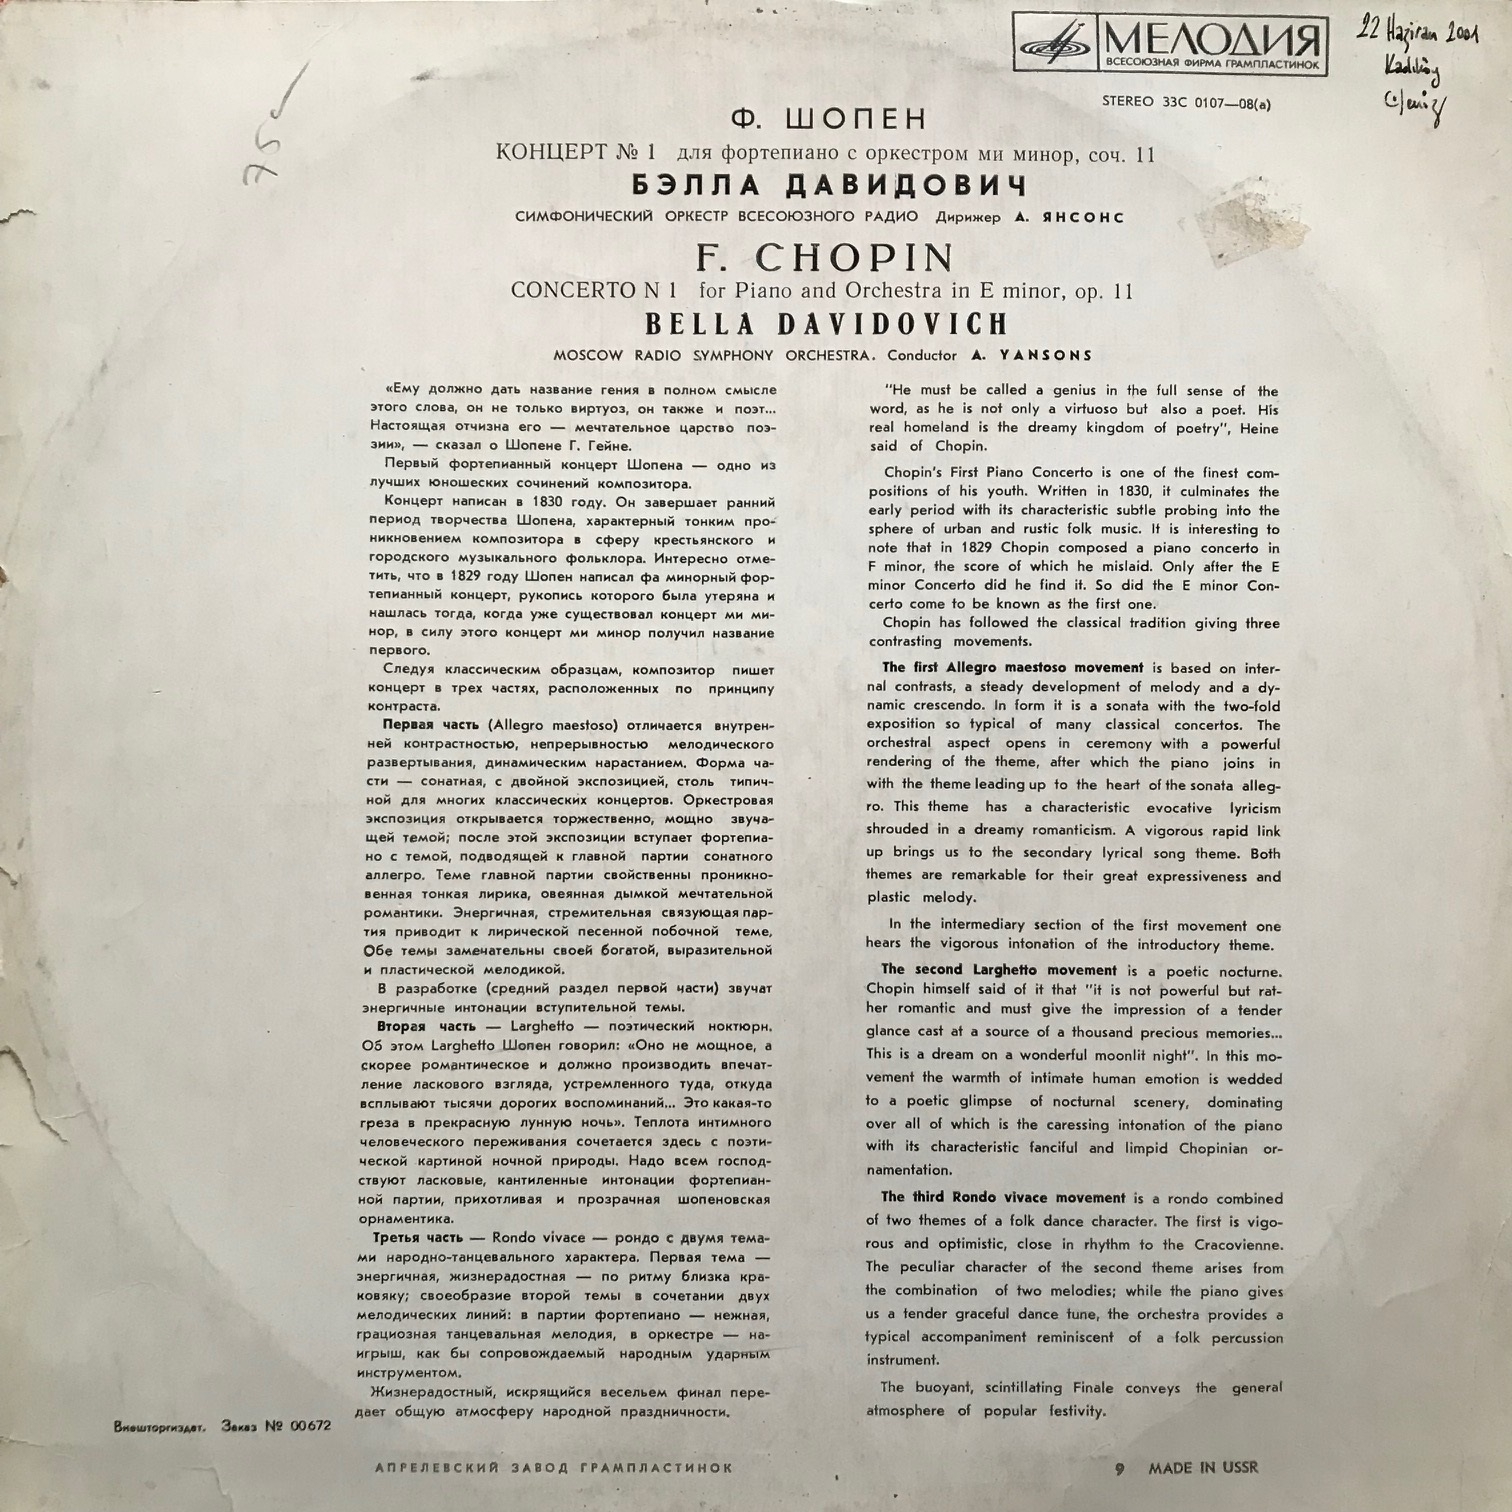 МЕЛОДИЯ
ВСЕСОЮЗНАЯ ФИРМА ГРАМПЛАСТИНОК
22 Haziran 2001
Kadıköy
STEREO 33С 0107—08(а)
75
Ф. ШОПЕН
КОНЦЕРТ № 1 для фортепиано с оркестром ми минор, соч. 11
БЭЛЛА ДАВИДОВИЧ
СИМФОНИЧЕСКИЙ ОРКЕСТР ВСЕСОЮЗНОГО РАДИО Дирижер А. ЯНСОНС
F. CHOPIN
CONCERTO N 1 for Piano and Orchestra in E minor, op. 11
BELLA DAVIDOVICH
MOSCOW RADIO SYMPHONY ORCHESTRA. Conductor A. YANSONS
«Ему должно дать название гения в полном смысле
этого слова, он не только виртуоз, он также и поэт...
Настоящая отчизна его — мечтательное царство поэ-
зии», — сказал о Шопене Г. Гейне.
Первый фортепианный концерт Шопена — одно из
лучших юношеских сочинений композитора.
Концерт написан в 1830 году. Он завершает ранний
период творчества Шопена, характерный тонким про-
никновением композитора в сферу крестьянского и
городского музыкального фольклора. Интересно отме-
тить, что в 1829 году Шопен написал фа минорный фор-
тепианный концерт, рукопись которого была утеряна и
нашлась тогда, когда уже существовал концерт ми ми-
нор, в силу этого концерт ми минор получил название
первого.
Следуя классическим образцам, композитор пишет
концерт в трех частях, расположенных по принципу
контраста.
Первая часть (Allegro maestoso) отличается внутрен-
ней контрастностью, непрерывностью мелодического
развертывания, динамическим нарастанием. Форма ча-
сти — сонатная, с двойной экспозицией, столь типич-
ной для многих классических концертов. Оркестровая
экспозиция открывается торжественно, мощно звуча-
щей темой; после этой экспозиции вступает фортепиа-
но с темой, подводящей к главной партии сонатного
аллегро. Теме главной партии свойственны проникно-
венная тонкая лирика, овеянная дымкой мечтательной
романтики. Энергичная, стремительная связующая пар-
тия приводит к лирической песенной побочной теме,
Обе темы замечательны своей богатой, выразительной
и пластической мелодикой.
В разработке (средний раздел первой части) звучат
энергичные интонации вступительной темы.
Вторая часть — Larghetto — поэтический ноктюрн.
Об этом Larghetto Шопен говорил: «Оно не мощное, а
скорее романтическое и должно производить впечат-
ление ласкового взгляда, устремленного туда, откуда
всплывают тысячи дорогих воспоминаний... Это какая-то
греза в прекрасную лунную ночь». Теплота интимного
человеческого переживания сочетается здесь с поэти-
ческой картиной ночной природы. Надо всем господ-
ствуют ласковые, кантиленные интонации фортепиан-
ной партии, прихотливая и прозрачная шопеновская
орнаментика.
Третья часть — Rondo vivace — рондо с двумя тема-
ми народно-танцевального характера. Первая тема —
энергичная, жизнерадостная — по ритму близка кра-
ковяку; своеобразие второй темы в сочетании двух
мелодических линий: в партии фортепиано — нежная,
грациозная танцевальная мелодия, в оркестре — на-
игрыш, как бы сопровождаемый народным ударным
инструментом.
Жизнерадостный, искрящийся весельем финал пере-
дает общую атмосферу народной праздничности.
"He must be called a genius in the full sense of the
word, as he is not only a virtuoso but also a poet. His
real homeland is the dreamy kingdom of poetry", Heine
said of Chopin.
Chopin's First Piano Concerto is one of the finest com-
positions of his youth. Written in 1830, it culminates the
early period with its characteristic subtle probing into the
sphere of urban and rustic folk music. It is interesting to
note that in 1829 Chopin composed a piano concerto in
F minor, the score of which he mislaid. Only after the E
minor Concerto did he find it. So did the E minor Con-
certo come to be known as the first one.
Chopin has followed the classical tradition giving three
contrasting movements.
The first Allegro maestoso movement is based on inter-
nal contrasts, a steady development of melody and a dy-
namic crescendo. In form it is a sonata with the two-fold
exposition so typical of many classical concertos. The
orchestral aspect opens in ceremony with a powerful
rendering of the theme, after which the piano joins in
with the theme leading up to the heart of the sonata alleg-
ro. This theme has a characteristic evocative lyricism
shrouded in a dreamy romanticism. A vigorous rapid link
up brings us to the secondary lyrical song theme. Both
themes are remarkable for their great expressiveness and
plastic melody.
In the intermediary section of the first movement one
hears the vigorous intonation of the introductory theme.
The second Larghetto movement is a poetic nocturne.
Chopin himself said of it that "it is not powerful but rat-
her romantic and must give the impression of a tender
glance cast at a source of a thousand precious memories...
This is a dream on a wonderful moonlit night". In this mo-
vement the warmth of intimate human emotion is wedded
to a poetic glimpse of nocturnal scenery, dominating
over all of which is the caressing intonation of the piano
with its characteristic fanciful and limpid Chopinian or-
namentation.
The third Rondo vivace movement is a rondo combined
of two themes of a folk dance character. The first is vigo-
rous and optimistic, close in rhythm to the Cracovienne.
The peculiar character of the second theme arises from
the combination of two melodies; while the piano gives
us a tender graceful dance tune, the orchestra provides a
typical accompaniment reminiscent of a folk percussion
instrument.
The buoyant, scintillating Finale conveys the general
atmosphere of popular festivity.
Внешторгиздат. Заказ № 00672
АПРЕЛЕВСКИЙ ЗАВОД ГРАМПЛАСТИНОК
9 MADE IN USSR